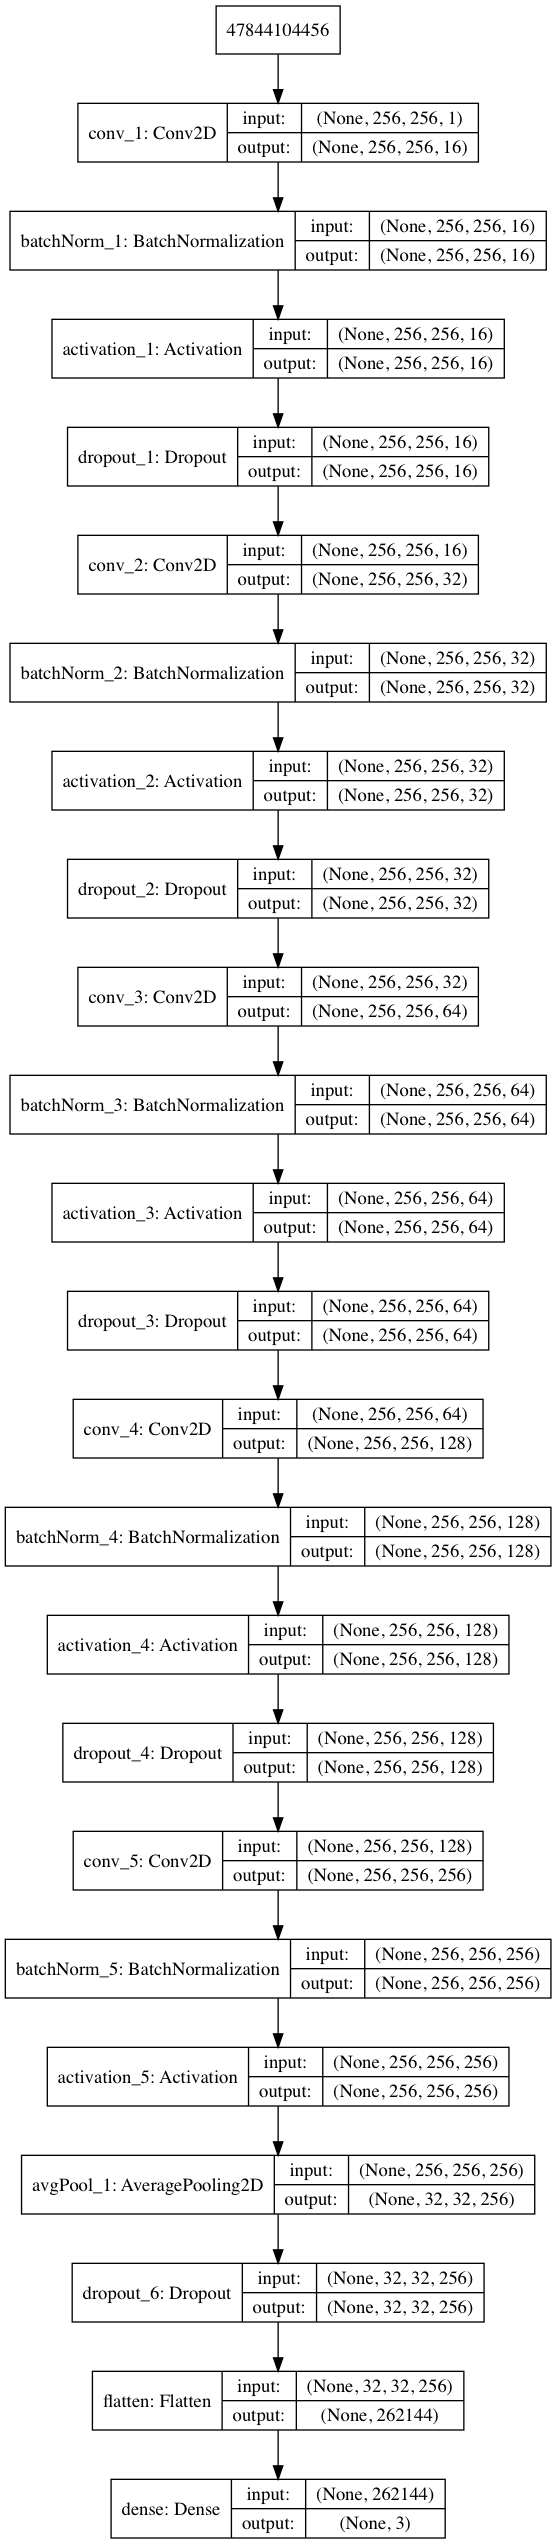 47844104456
conv_1: Conv2D
input: (None, 256, 256, 1)
output: (None, 256, 256, 16)
batchNorm_1: BatchNormalization
input: (None, 256, 256, 16)
output: (None, 256, 256, 16)
activation_1: Activation
input: (None, 256, 256, 16)
output: (None, 256, 256, 16)
dropout_1: Dropout
input: (None, 256, 256, 16)
output: (None, 256, 256, 16)
conv_2: Conv2D
input: (None, 256, 256, 16)
output: (None, 256, 256, 32)
batchNorm_2: BatchNormalization
input: (None, 256, 256, 32)
output: (None, 256, 256, 32)
activation_2: Activation
input: (None, 256, 256, 32)
output: (None, 256, 256, 32)
dropout_2: Dropout
input: (None, 256, 256, 32)
output: (None, 256, 256, 32)
conv_3: Conv2D
input: (None, 256, 256, 32)
output: (None, 256, 256, 64)
batchNorm_3: BatchNormalization
input: (None, 256, 256, 64)
output: (None, 256, 256, 64)
activation_3: Activation
input: (None, 256, 256, 64)
output: (None, 256, 256, 64)
dropout_3: Dropout
input: (None, 256, 256, 64)
output: (None, 256, 256, 64)
conv_4: Conv2D
input: (None, 256, 256, 64)
output: (None, 256, 256, 128)
batchNorm_4: BatchNormalization
input: (None, 256, 256, 128)
output: (None, 256, 256, 128)
activation_4: Activation
input: (None, 256, 256, 128)
output: (None, 256, 256, 128)
dropout_4: Dropout
input: (None, 256, 256, 128)
output: (None, 256, 256, 128)
conv_5: Conv2D
input: (None, 256, 256, 128)
output: (None, 256, 256, 256)
batchNorm_5: BatchNormalization
input: (None, 256, 256, 256)
output: (None, 256, 256, 256)
activation_5: Activation
input: (None, 256, 256, 256)
output: (None, 256, 256, 256)
avgPool_1: AveragePooling2D
input: (None, 256, 256, 256)
output: (None, 32, 32, 256)
dropout_6: Dropout
input: (None, 32, 32, 256)
output: (None, 32, 32, 256)
flatten: Flatten
input: (None, 32, 32, 256)
output: (None, 262144)
dense: Dense
input: (None, 262144)
output: (None, 3)